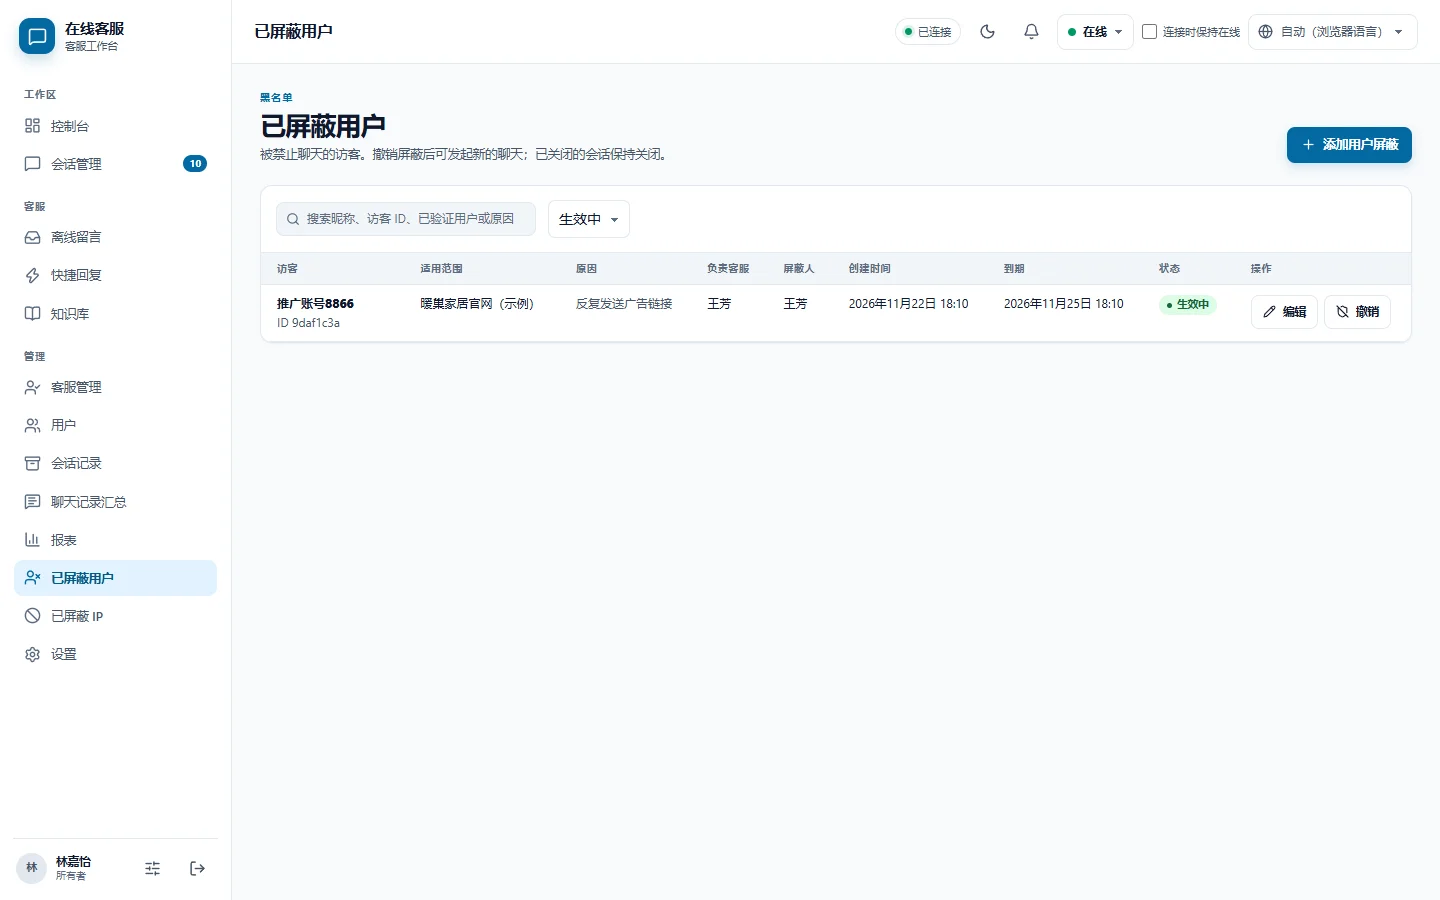 在线客服
客服工作台
工作区
控制台
会话管理 10
客服
离线留言
快捷回复
知识库
管理
客服管理
用户
会话记录
聊天记录汇总
报表
已屏蔽用户
已屏蔽 IP
设置
林 林嘉怡
所有者
已屏蔽用户 已连接 在线 连接时保持在线 自动（浏览器语言）
黑名单
已屏蔽用户
被禁止聊天的访客。撤销屏蔽后可发起新的聊天；已关闭的会话保持关闭。
添加用户屏蔽
搜索昵称、访客 ID、已验证用户或原因 生效中
访客 适用范围 原因 负责客服 屏蔽人 创建时间 到期 状态 操作
推广账号8866 暖巢家居官网（示例） 反复发送广告链接 王芳 王芳 2026年11月22日 18:10 2026年11月25日 18:10 生效中 编辑 撤销
ID 9daf1c3a